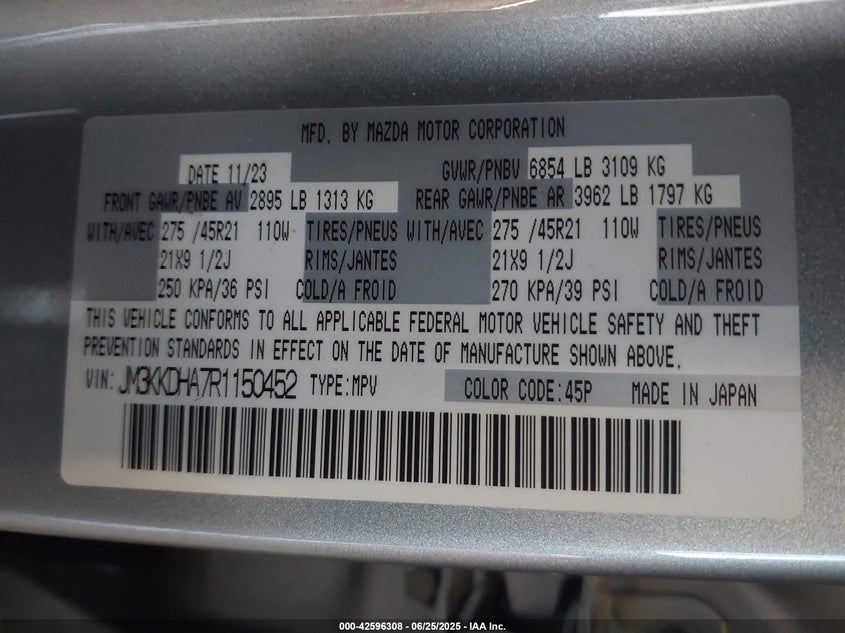 MFD. BY MAZDA MOTOR CORPORATION
DATE 11/23 GVWR/PNBV 6854 LB 3109 KG
FRONT GAWR/PNBE AV 2895 LB 1313 KG REAR GAWR/PNBE AR 3962 LB 1797 KG
WITH/AVEC 275 /45R21 110W TIRES/PNEUS WITH/AVEC 275 /45R21 110W TIRES/PNEUS
21X9 1/2J RIMS/JANTES 21X9 1/2J RIMS/JANTES
250 KPA/36 PSI COLD/A FROID 270 KPA/39 PSI COLD/A FROID
THIS VEHICLE CONFORMS TO ALL APPLICABLE FEDERAL MOTOR VEHICLE SAFETY AND THEFT
PREVENTION STANDARDS IN EFFECT ON THE DATE OF MANUFACTURE SHOWN ABOVE.
VIN: JM3KKDHA7R1150452 TYPE:MPV COLOR CODE:45P MADE IN JAPAN
000-42596308 - 06/25/2025 - IAA Inc.